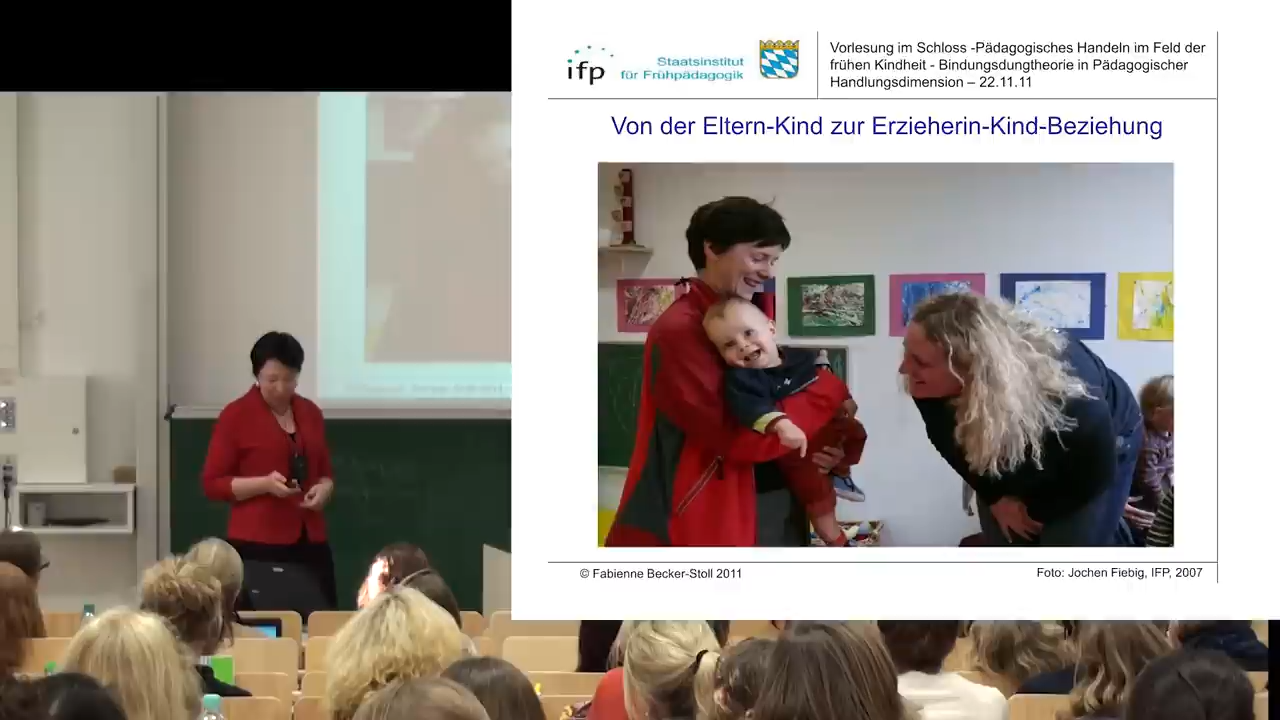 ifp
Staatsinstitut
für Frühpädagogik
Vorlesung im Schloss -Pädagogisches Handeln im Feld der
frühen Kindheit - Bindungsdungtheorie in Pädagogischer
Handlungsdimension – 22.11.11
Von der Eltern-Kind zur Erzieherin-Kind-Beziehung
© Fabienne Becker-Stoll 2011
Foto: Jochen Fiebig, IFP, 2007